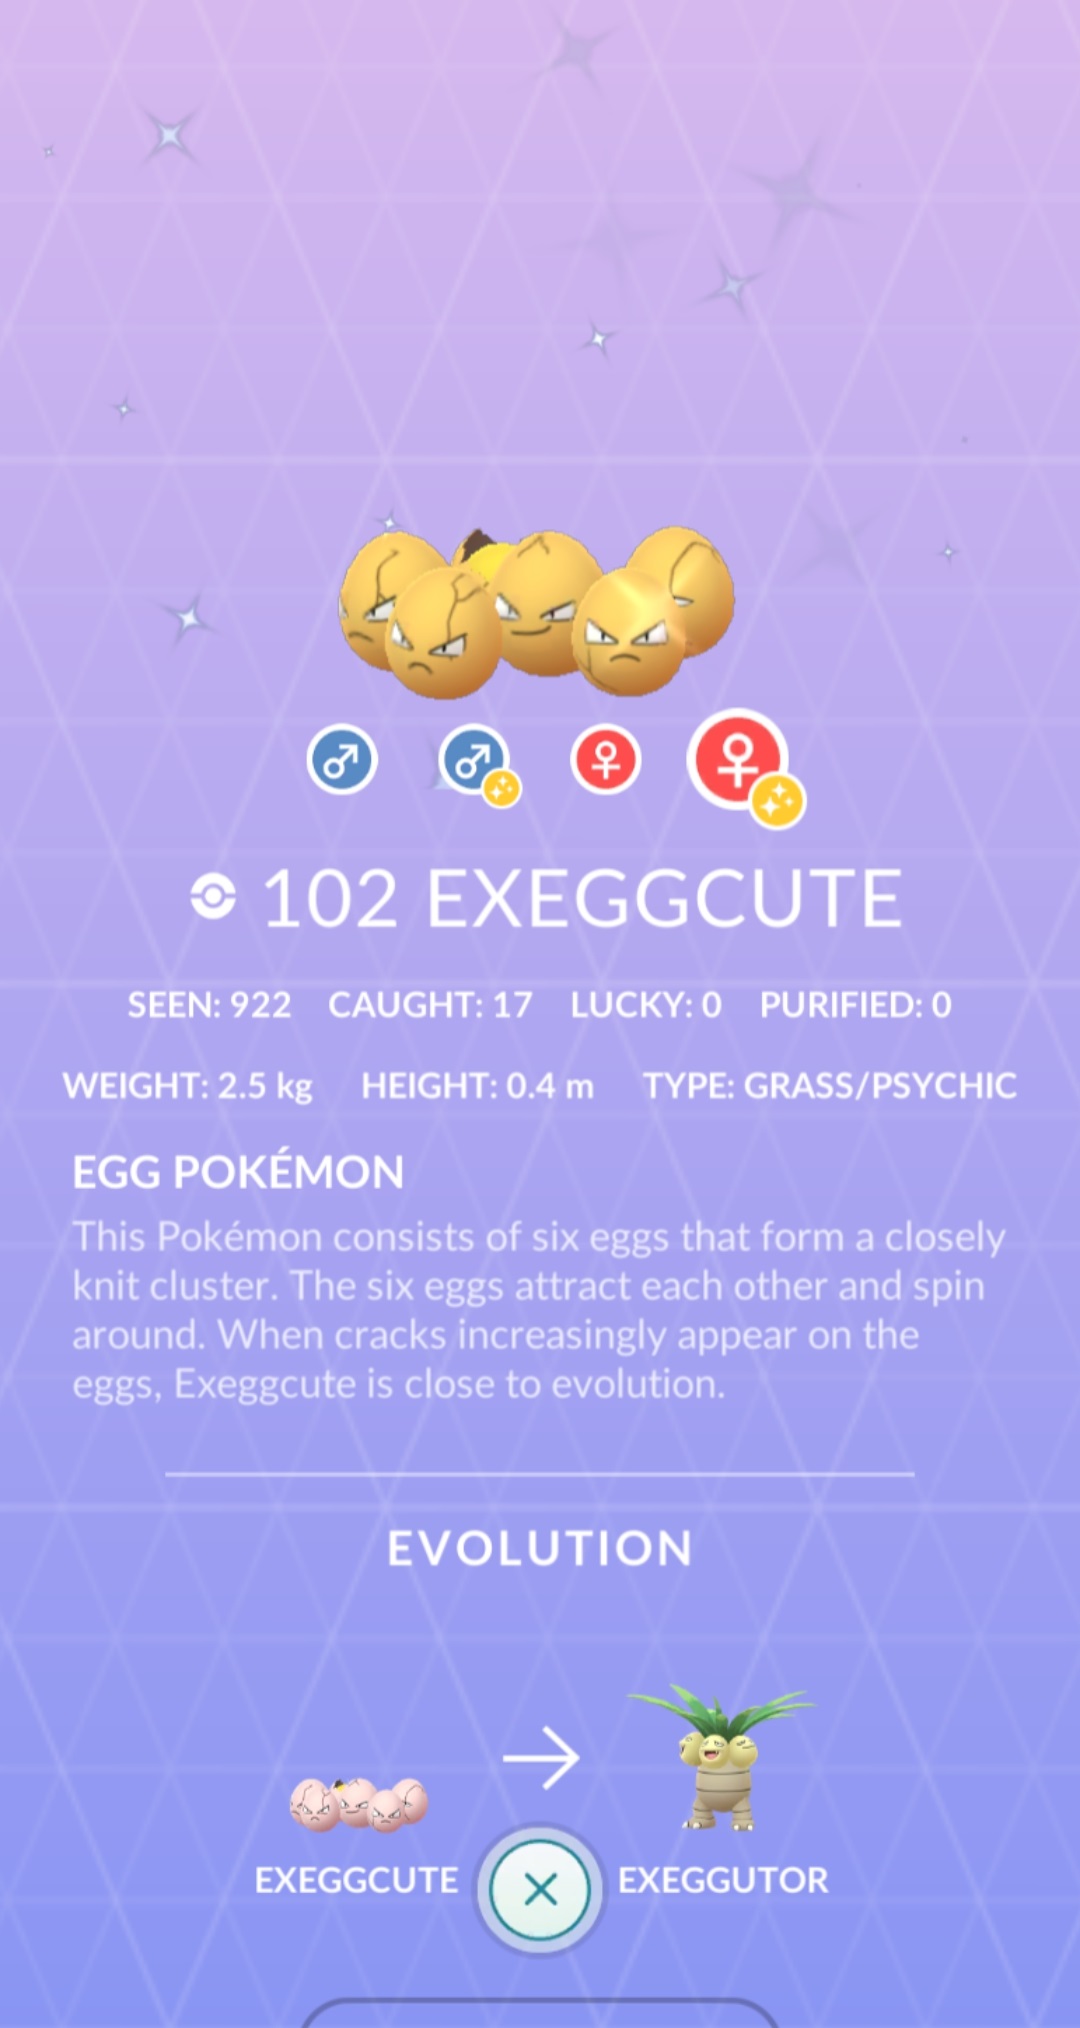 102 EXEGGCUTE
SEEN: 922 CAUGHT: 17 LUCKY: 0 PURIFIED: 0
WEIGHT: 2.5 kg HEIGHT: 0.4 m TYPE: GRASS/PSYCHIC
EGG POKÉMON
This Pokémon consists of six eggs that form a closely
knit cluster. The six eggs attract each other and spin
around. When cracks increasingly appear on the
eggs, Exeggcute is close to evolution.
EVOLUTION
EXEGGCUTE EXEGGUTOR